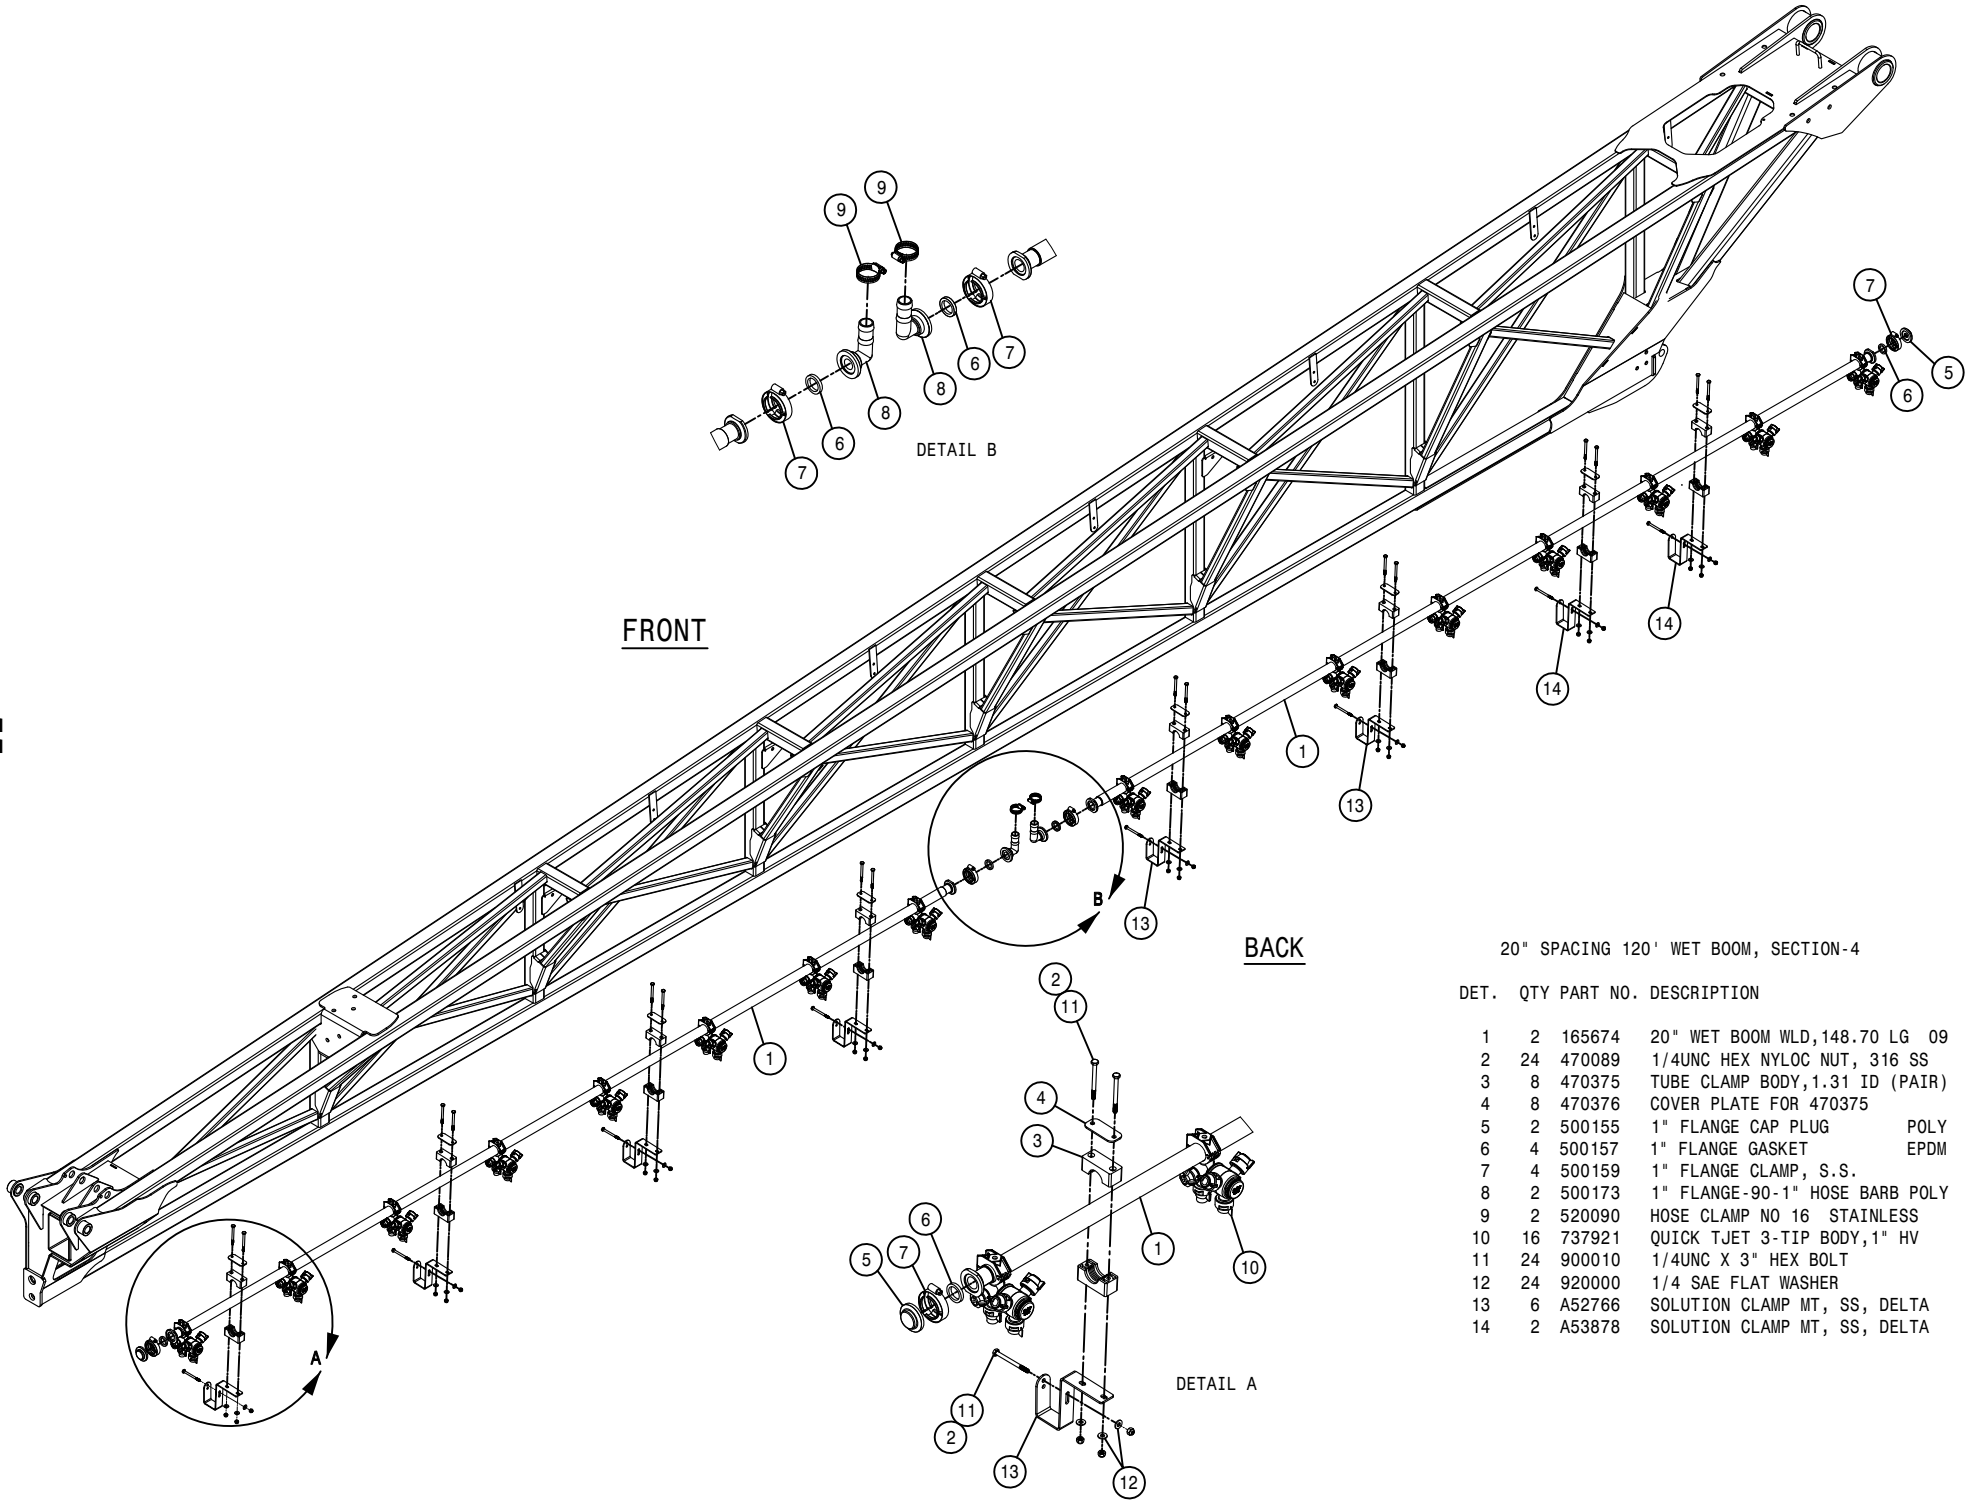 9
9
7
6
8
8
6
7
DETAIL B
7
5
6
14
14
FRONT
1
13
13
B
BACK
1
A
2
11
4
3
6
7
5
1
10
11
2
13
12
DETAIL A
20" SPACING 120' WET BOOM, SECTION-4
DET. QTY PART NO. DESCRIPTION
1 2 165674 20" WET BOOM WLD,148.70 LG 09
2 24 470089 1/4UNC HEX NYLOC NUT, 316 SS
3 8 470375 TUBE CLAMP BODY,1.31 ID (PAIR)
4 8 470376 COVER PLATE FOR 470375
5 2 500155 1" FLANGE CAP PLUG POLY
6 4 500157 1" FLANGE GASKET EPDM
7 4 500159 1" FLANGE CLAMP, S.S.
8 2 500173 1" FLANGE-90-1" HOSE BARB POLY
9 2 520090 HOSE CLAMP NO 16 STAINLESS
10 16 737921 QUICK TJET 3-TIP BODY,1" HV
11 24 900010 1/4UNC X 3" HEX BOLT
12 24 920000 1/4 SAE FLAT WASHER
13 6 A52766 SOLUTION CLAMP MT, SS, DELTA
14 2 A53878 SOLUTION CLAMP MT, SS, DELTA